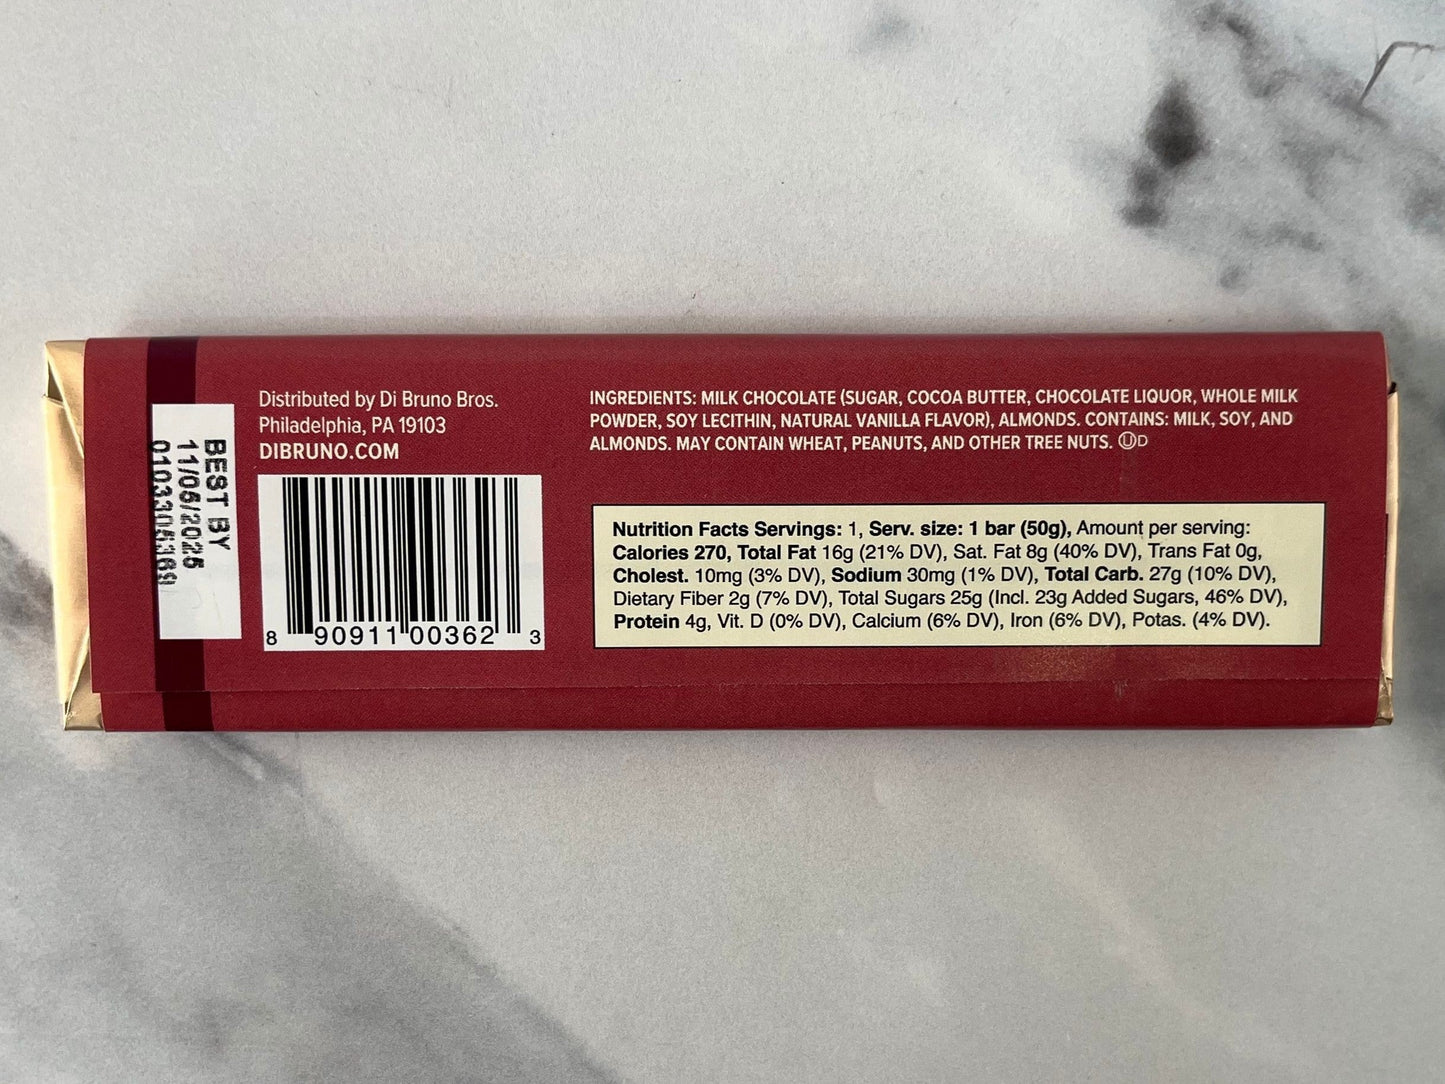 BEST BY
11/06/2025
0103305369
Distributed by Di Bruno Bros.
Philadelphia, PA 19103
DIBRUNO.COM
8 90911 00362 3
INGREDIENTS: MILK CHOCOLATE (SUGAR, COCOA BUTTER, CHOCOLATE LIQUOR, WHOLE MILK
POWDER, SOY LECITHIN, NATURAL VANILLA FLAVOR), ALMONDS. CONTAINS: MILK, SOY, AND
ALMONDS. MAY CONTAIN WHEAT, PEANUTS, AND OTHER TREE NUTS. ⓊD
Nutrition Facts Servings: 1, Serv. size: 1 bar (50g), Amount per serving:
Calories 270, Total Fat 16g (21% DV), Sat. Fat 8g (40% DV), Trans Fat 0g,
Cholest. 10mg (3% DV), Sodium 30mg (1% DV), Total Carb. 27g (10% DV),
Dietary Fiber 2g (7% DV), Total Sugars 25g (Incl. 23g Added Sugars, 46% DV),
Protein 4g, Vit. D (0% DV), Calcium (6% DV), Iron (6% DV), Potas. (4% DV).